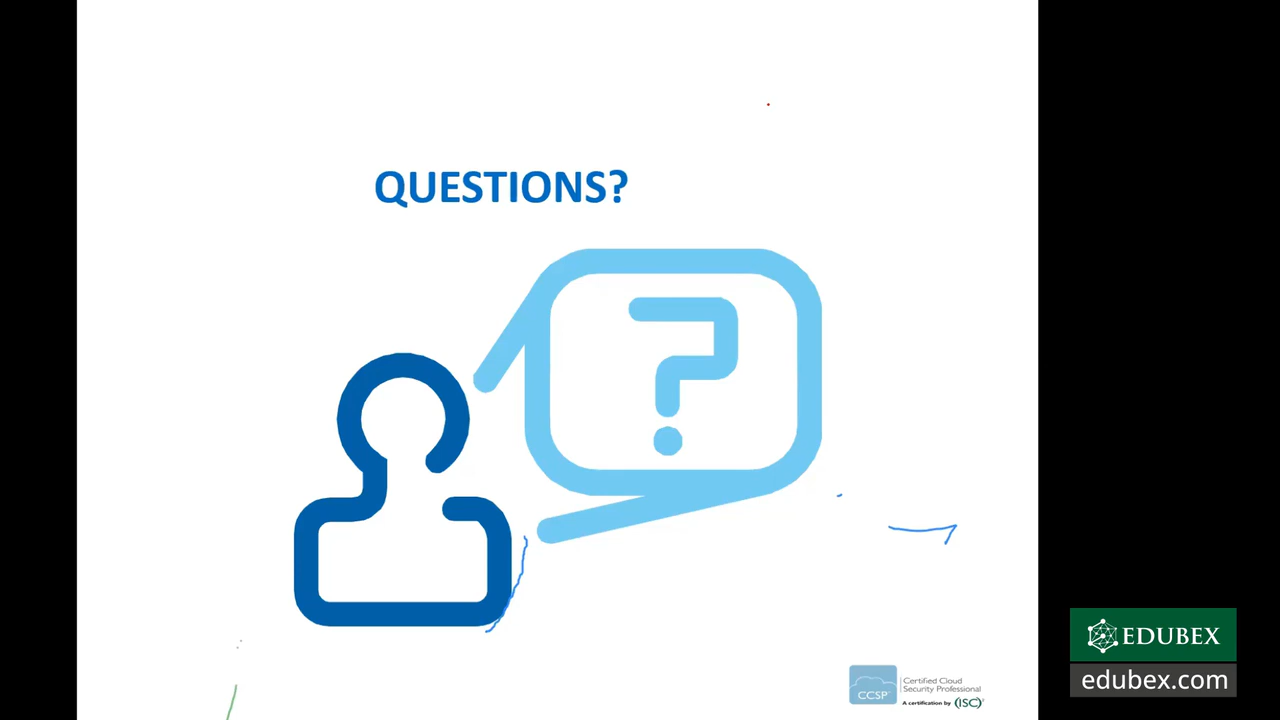 QUESTIONS?
?
CCSP
Certified Cloud
Security Professional
A certification by (ISC)²
EDUBEX
edubex.com